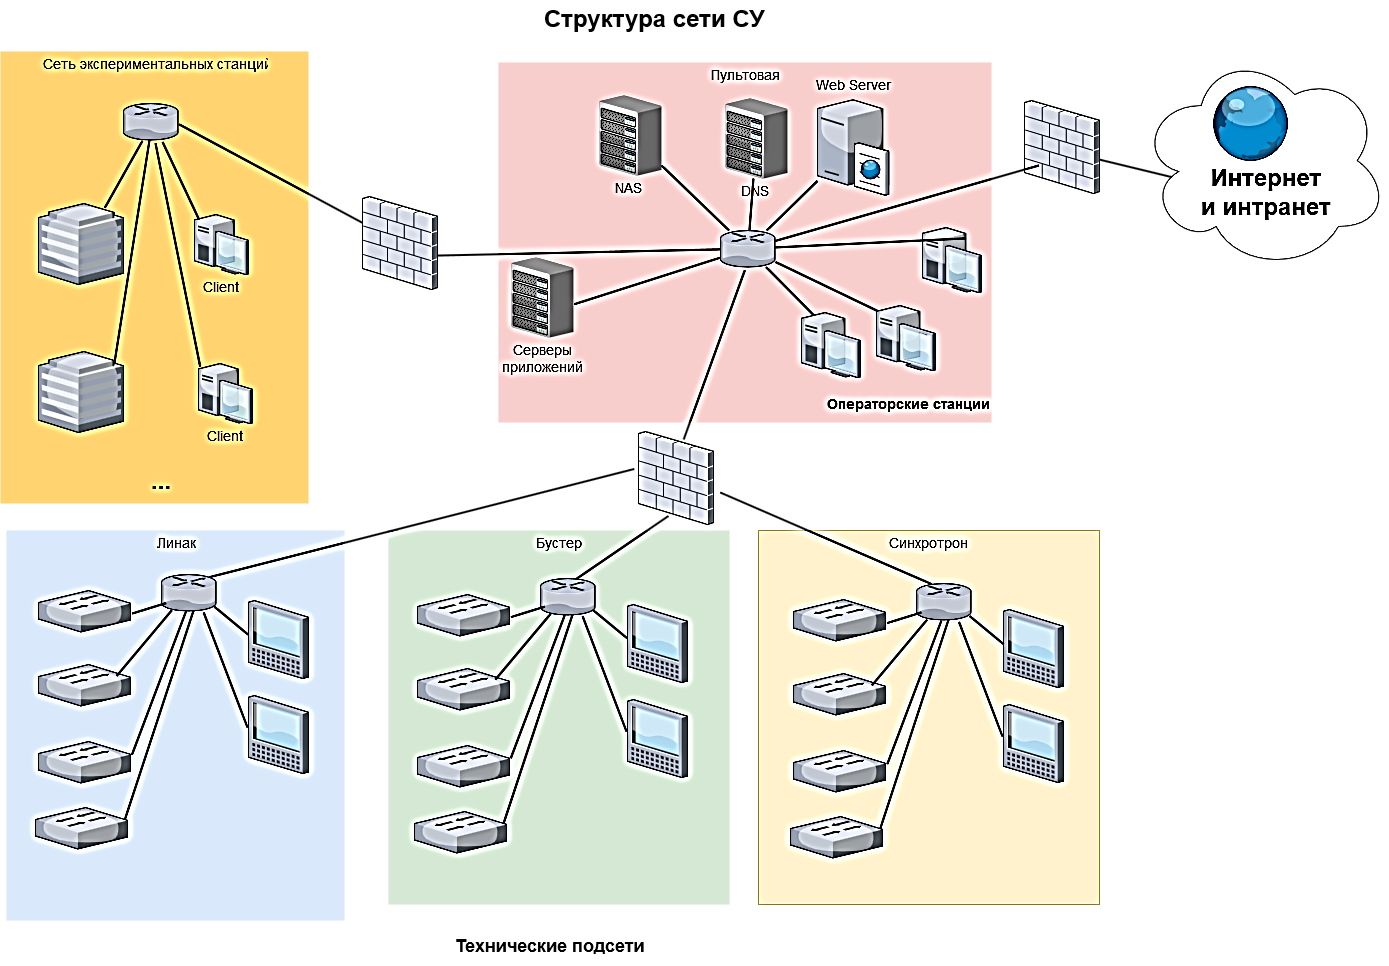 Структура сети СУ
Сеть экспериментальных станций
Пультовая
Web Server
NAS
DNS
Интернет
и интранет
Client
Серверы
приложений
Операторские станции
Client
...
Линак
Бустер
Синхротрон
Технические подсети